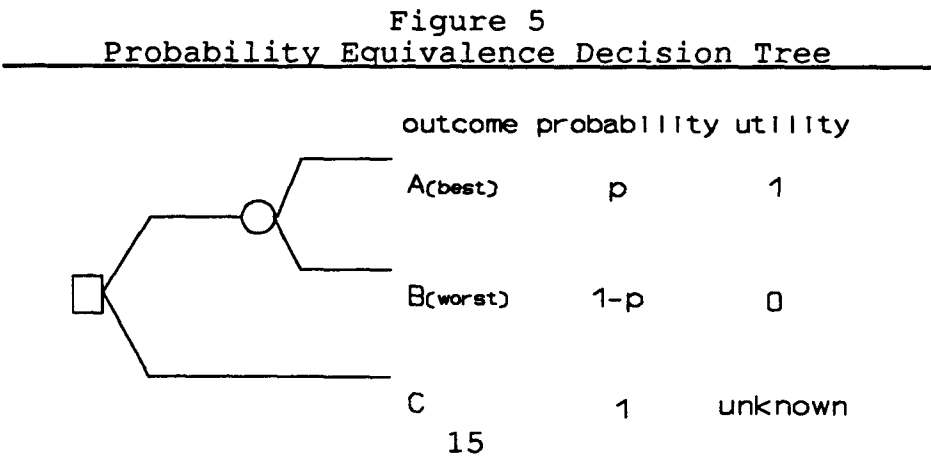 Figure 5
Probability Equivalence Decision Tree
outcome probability utility
A(best) p 1
B(worst) 1-p 0
C 1 unknown
15